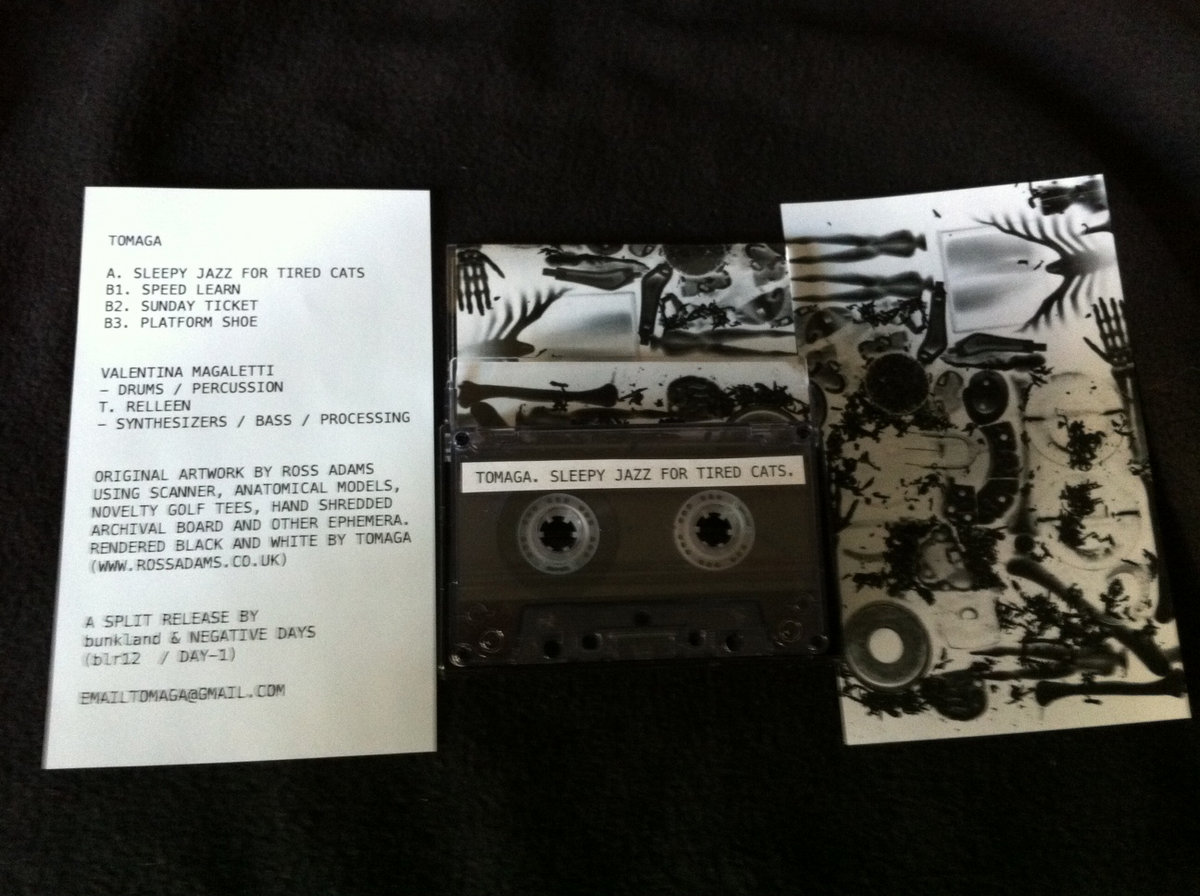 TOMAGA
A. SLEEPY JAZZ FOR TIRED CATS
B1. SPEED LEARN
B2. SUNDAY TICKET
B3. PLATFORM SHOE
VALENTINA MAGALETTI
- DRUMS / PERCUSSION
T. RELLEEN
- SYNTHESIZERS / BASS / PROCESSING
ORIGINAL ARTWORK BY ROSS ADAMS
USING SCANNER, ANATOMICAL MODELS,
NOVELTY GOLF TEES, HAND SHREDDED
ARCHIVAL BOARD AND OTHER EPHEMERA.
RENDERED BLACK AND WHITE BY TOMAGA
(WWW.ROSSADAMS.CO.UK)
A SPLIT RELEASE BY
bunkland & NEGATIVE DAYS
(blr12 / DAY-1)
EMAILTOMAGA@GMAIL.COM
TOMAGA. SLEEPY JAZZ FOR TIRED CATS.